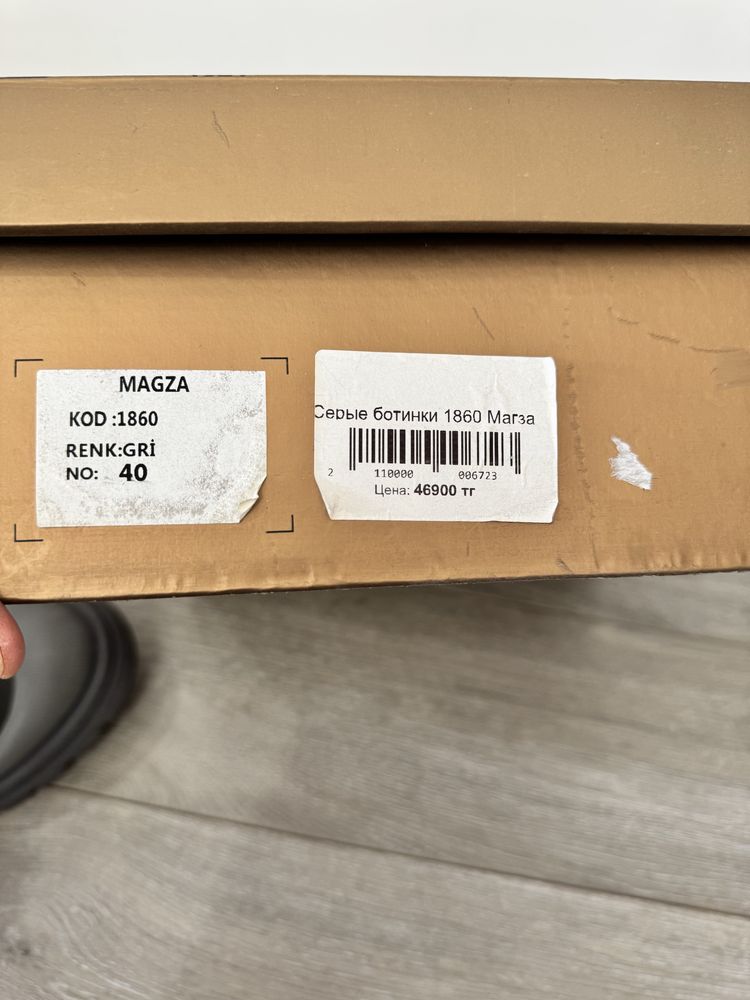 MAGZA
KOD :1860
RENK:GRİ
NO: 40
Серые ботинки 1860 Магза
2 110000 006723
Цена: 46900 тг